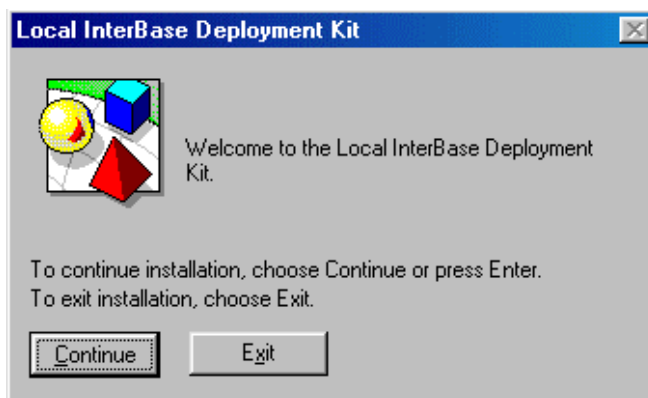 Local InterBase Deployment Kit
Welcome to the Local InterBase Deployment
Kit.
To continue installation, choose Continue or press Enter.
To exit installation, choose Exit.
Continue
Exit